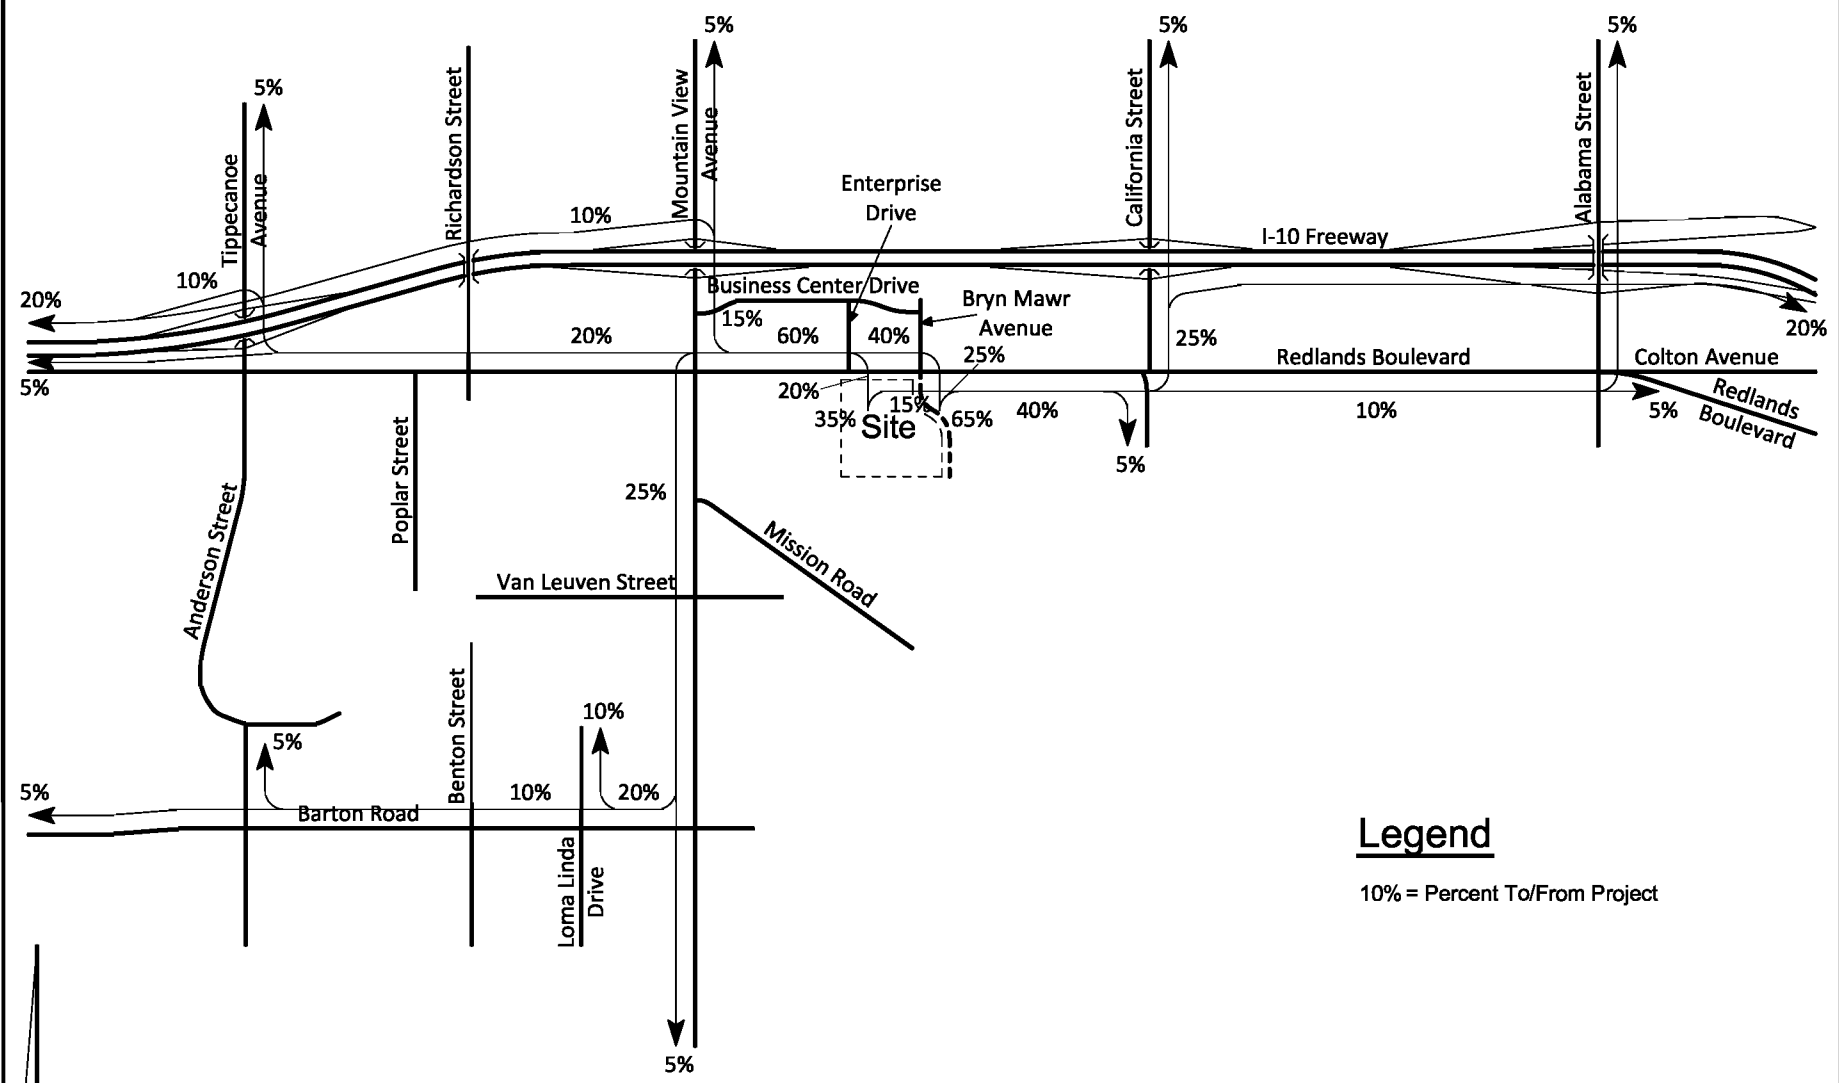 5%
5%
5%
5%
Tippecanoe
Avenue
Richardson Street
Mountain View
Avenue
California Street
Alabama Street
Enterprise
Drive
10%
10%
I-10 Freeway
20%
Business Center Drive
Bryn Mawr
Avenue
15%
20%
60%
40%
25%
25%
20%
5%
Redlands Boulevard
Colton Avenue
20%
35%
15%
Site
65%
40%
5%
10%
5%
Redlands
Boulevard
Poplar Street
25%
Anderson Street
Mission Road
Van Leuven Street
Benton Street
10%
5%
5%
10%
20%
Barton Road
Loma Linda
Drive
5%
Legend
10% = Percent To/From Project